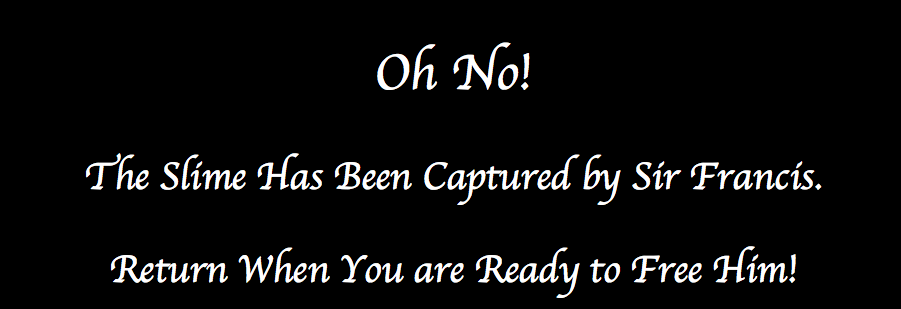 Oh No!
The Slime Has Been Captured by Sir Francis.
Return When You are Ready to Free Him!